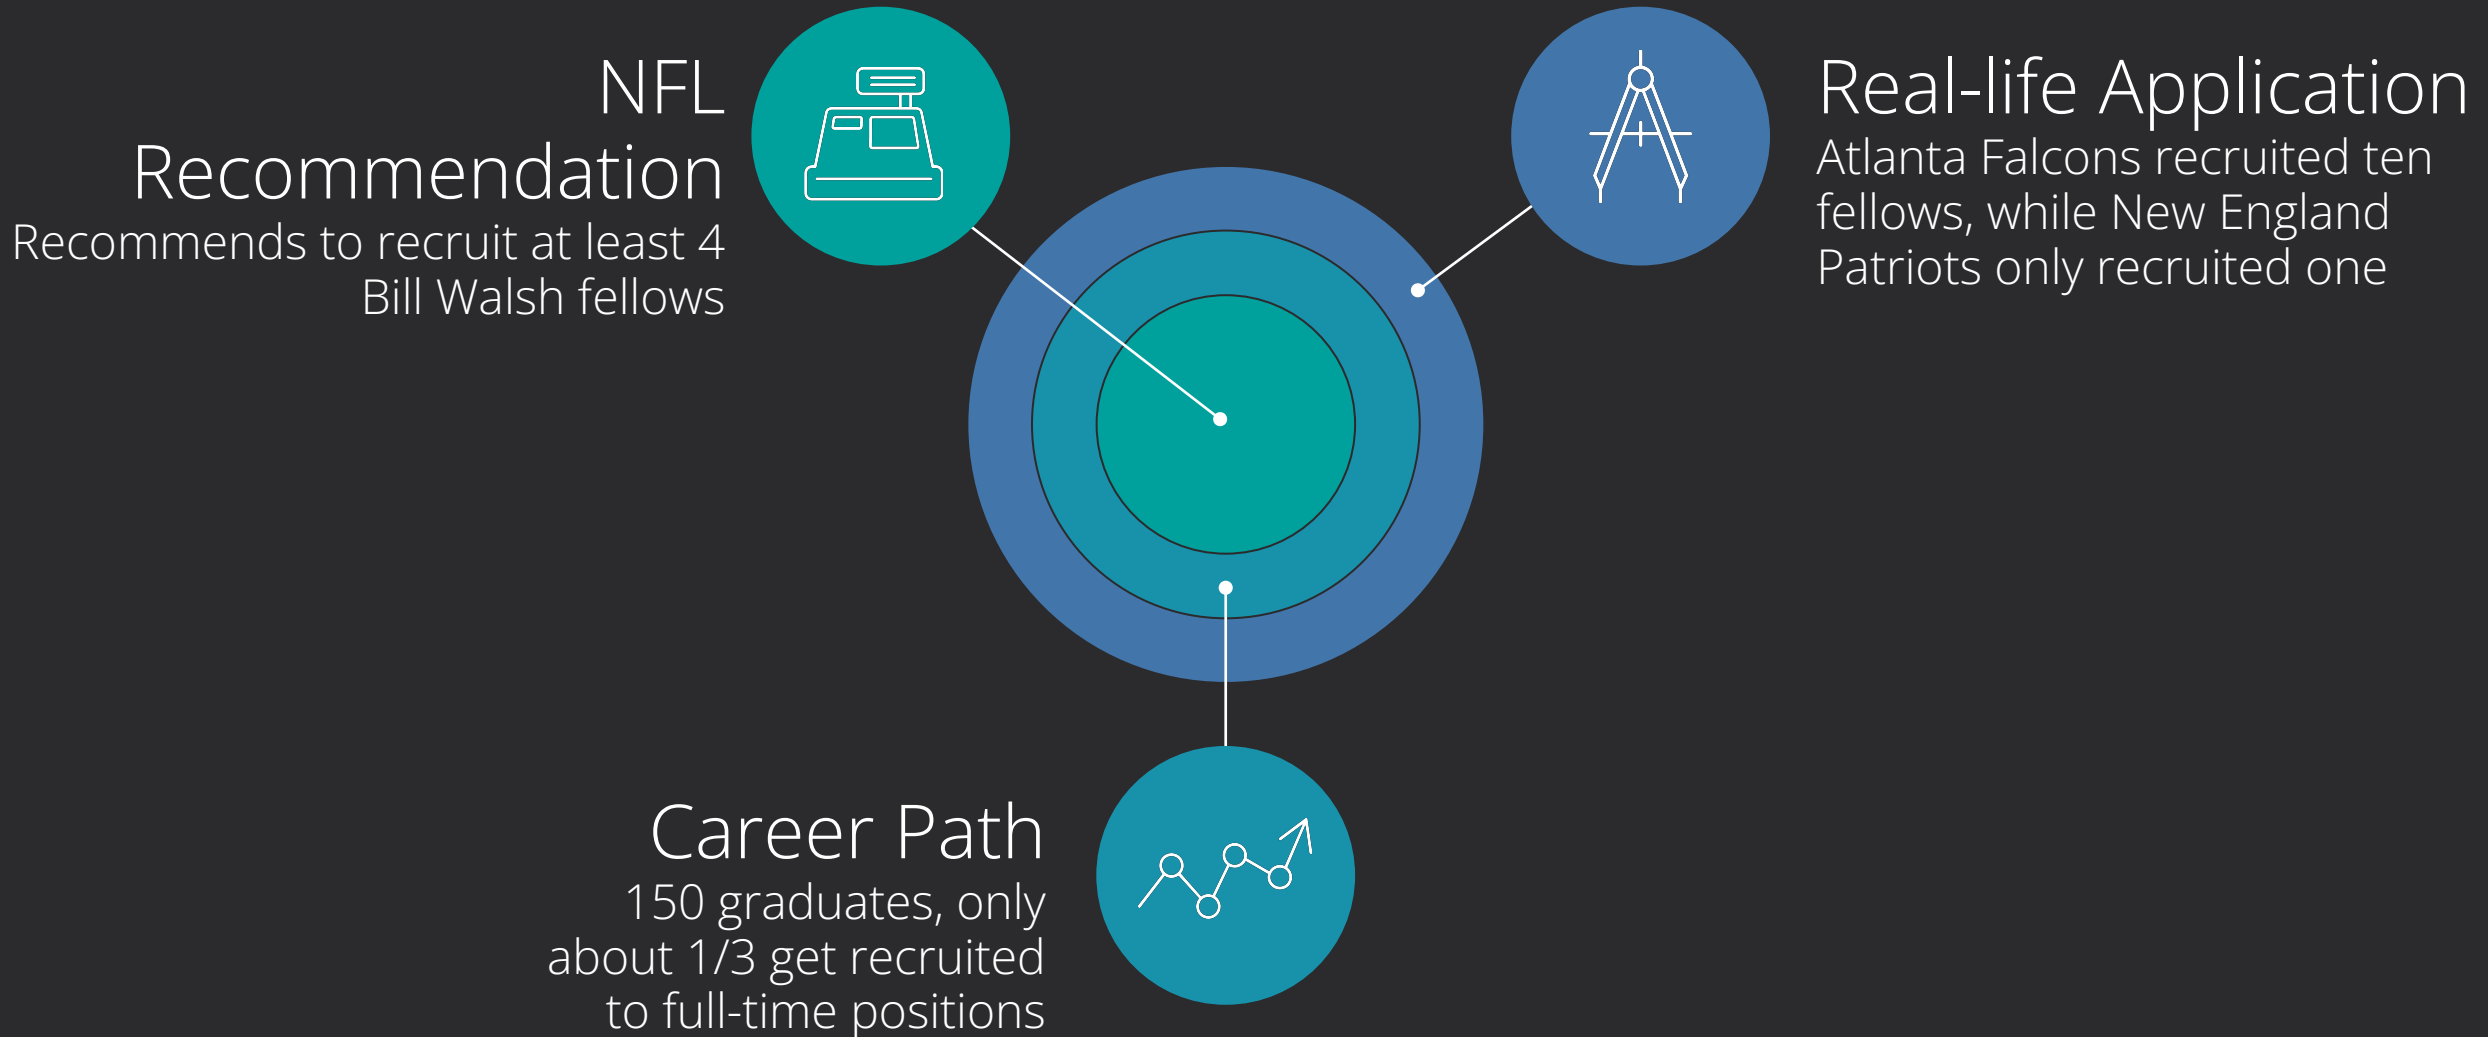 NFL
Recommendation
Recommends to recruit at least 4
Bill Walsh fellows
Real-life Application
Atlanta Falcons recruited ten
fellows, while New England
Patriots only recruited one
Career Path
150 graduates, only
about 1/3 get recruited
to full-time positions